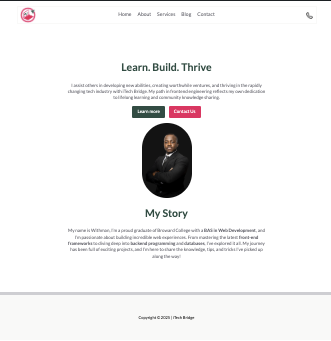 Home About Services Blog Contact
Learn. Build. Thrive
I assist others in developing new abilities, creating worthwhile ventures, and thriving in the rapidly
changing tech industry with iTech Bridge. My path in frontend engineering reflects my own dedication
to lifelong learning and community knowledge sharing.
Learn more Contact Us
My Story
My name is Withman, I'm a proud graduate of Broward College with a BAS in Web Development, and
I'm passionate about building incredible web experiences. From mastering the latest front-end
frameworks to diving deep into backend programming and databases, I've explored it all. My journey
has been full of exciting projects, and I'm here to share the knowledge, tips, and tricks I've picked up
along the way!
Copyright © 2025 | iTech Bridge